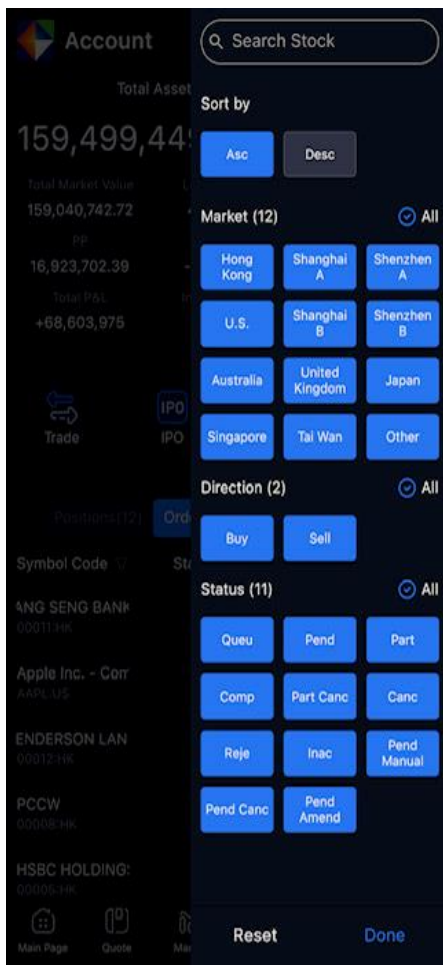 Account
Total Asset
159,499,449
Total Market Value
159,040,742.72
PP
16,923,702.39
Total P&L
+68,603,975
Trade
IPO
IPO
Positions(12)
Orde
Symbol Code
Sta
ANG SENG BANK
00011:HK
Apple Inc. - Com
AAPL:US
ENDERSON LAN
00012:HK
PCCW
00008:HK
HSBC HOLDING
00005:HK
Main Page
Quote
Search Stock
Sort by
Asc
Desc
Market (12)
All
Hong
Kong
Shanghai
A
Shenzhen
A
U.S.
Shanghai
B
Shenzhen
B
Australia
United
Kingdom
Japan
Singapore
Tai Wan
Other
Direction (2)
All
Buy
Sell
Status (11)
All
Queu
Pend
Part
Comp
Part Canc
Canc
Reje
Inac
Pend
Manual
Pend Canc
Pend
Amend
Reset
Done